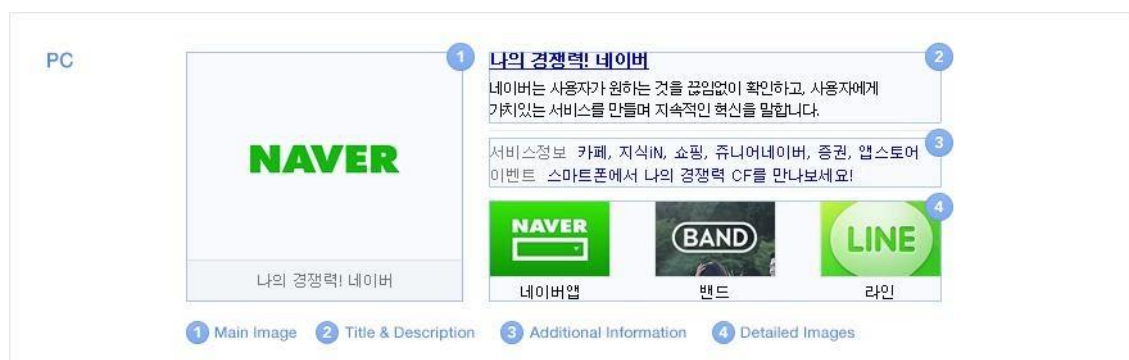 PC
1
NAVER
나의 경쟁력! 네이버
2
나의 경쟁력! 네이버
네이버는 사용자가 원하는 것을 끊임없이 확인하고, 사용자에게
가치있는 서비스를 만들며 지속적인 혁신을 말합니다.
3
서비스정보 카페, 지식iN, 쇼핑, 쥬니어네이버, 증권, 앱스토어
이벤트 스마트폰에서 나의 경쟁력 CF를 만나보세요!
4
NAVER
BAND
LINE
네이버앱 밴드 라인
1 Main Image 2 Title & Description 3 Additional Information 4 Detailed Images